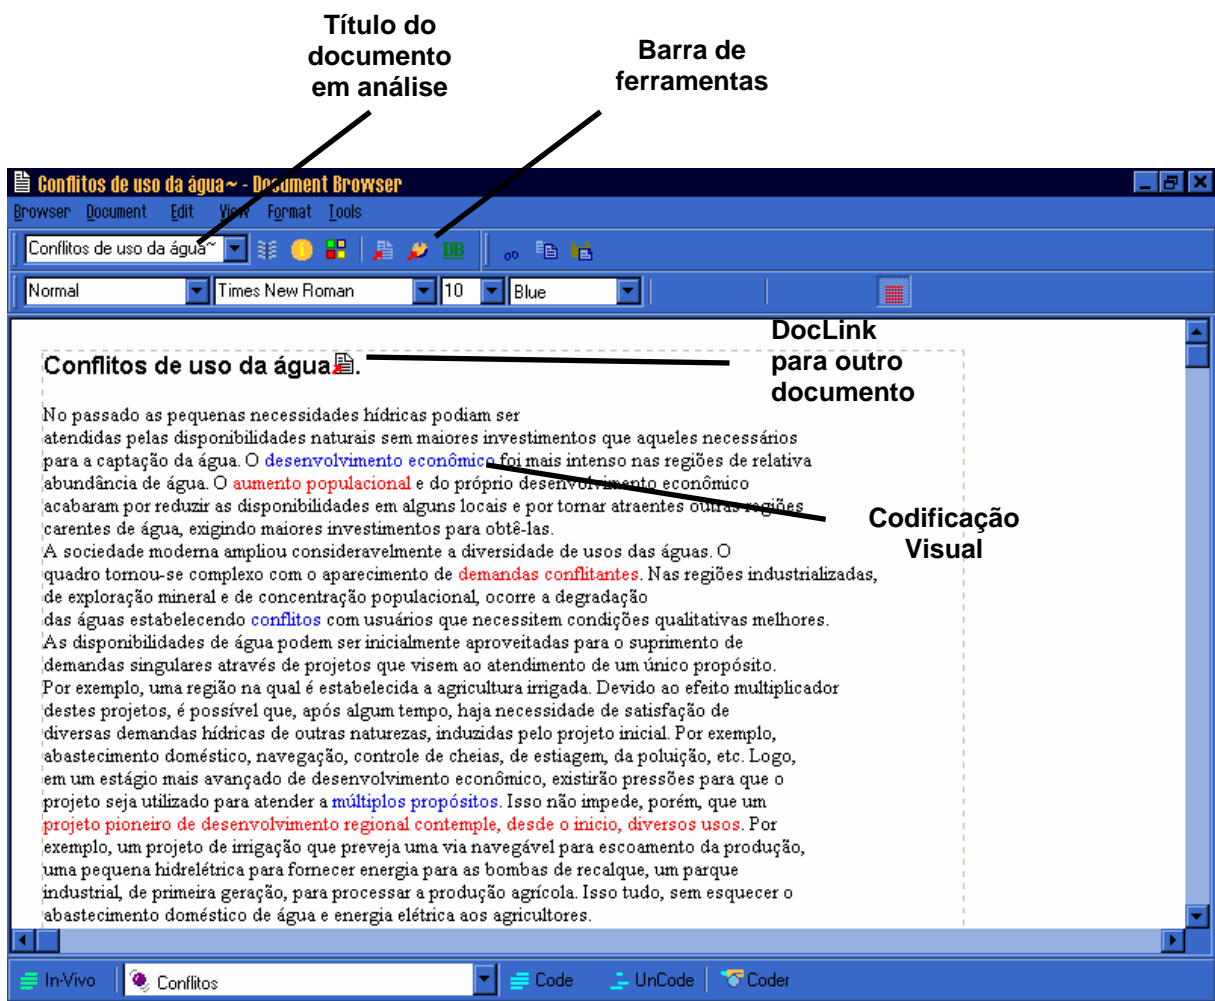 Título do
documento
em análise
Barra de
ferramentas
Conflitos de uso da água~ - Document Browser
Browser Document Edit View Format Tools
Conflitos de uso da água~ DB
Normal Times New Roman 10 Blue
DocLink
para outro
documento
Conflitos de uso da água.
No passado as pequenas necessidades hídricas podiam ser
atendidas pelas disponibilidades naturais sem maiores investimentos que aqueles necessários
para a captação da água. O desenvolvimento econômico foi mais intenso nas regiões de relativa
abundância de água. O aumento populacional e do próprio desenvolvimento econômico
acabaram por reduzir as disponibilidades em alguns locais e por tornar atraentes outras regiões
carentes de água, exigindo maiores investimentos para obtê-las.
Codificação
Visual
A sociedade moderna ampliou consideravelmente a diversidade de usos das águas. O
quadro tornou-se complexo com o aparecimento de demandas conflitantes. Nas regiões industrializadas,
de exploração mineral e de concentração populacional, ocorre a degradação
das águas estabelecendo conflitos com usuários que necessitem condições qualitativas melhores.
As disponibilidades de água podem ser inicialmente aproveitadas para o suprimento de
demandas singulares através de projetos que visem ao atendimento de um único propósito.
Por exemplo, uma região na qual é estabelecida a agricultura irrigada. Devido ao efeito multiplicador
destes projetos, é possível que, após algum tempo, haja necessidade de satisfação de
diversas demandas hídricas de outras naturezas, induzidas pelo projeto inicial. Por exemplo,
abastecimento doméstico, navegação, controle de cheias, de estiagem, da poluição, etc. Logo,
em um estágio mais avançado de desenvolvimento econômico, existirão pressões para que o
projeto seja utilizado para atender a múltiplos propósitos. Isso não impede, porém, que um
projeto pioneiro de desenvolvimento regional contemple, desde o inicio, diversos usos. Por
exemplo, um projeto de irrigação que preveja uma via navegável para escoamento da produção,
uma pequena hidrelétrica para fornecer energia para as bombas de recalque, um parque
industrial, de primeira geração, para processar a produção agrícola. Isso tudo, sem esquecer o
abastecimento doméstico de água e energia elétrica aos agricultores.
In-Vivo Conflitos Code UnCode Coder